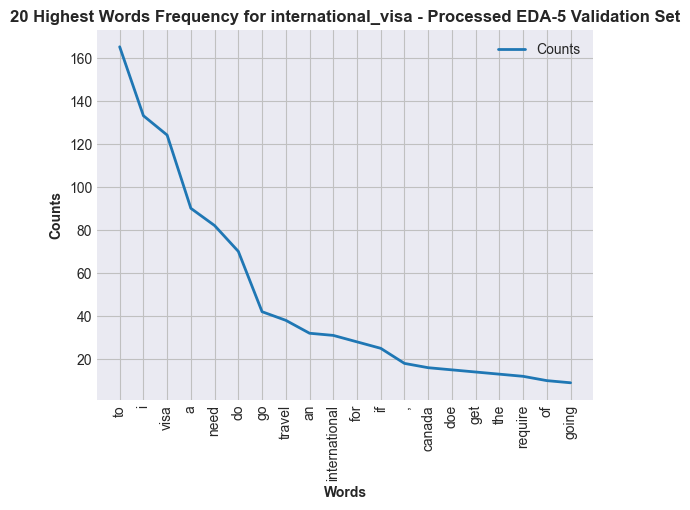 20 Highest Words Frequency for international_visa - Processed EDA-5 Validation Set
Counts
160
140
120
100
80
60
40
20
Counts
to
i
visa
a
need
do
go
travel
an
international
for
if
,
canada
doe
get
the
require
of
going
Words